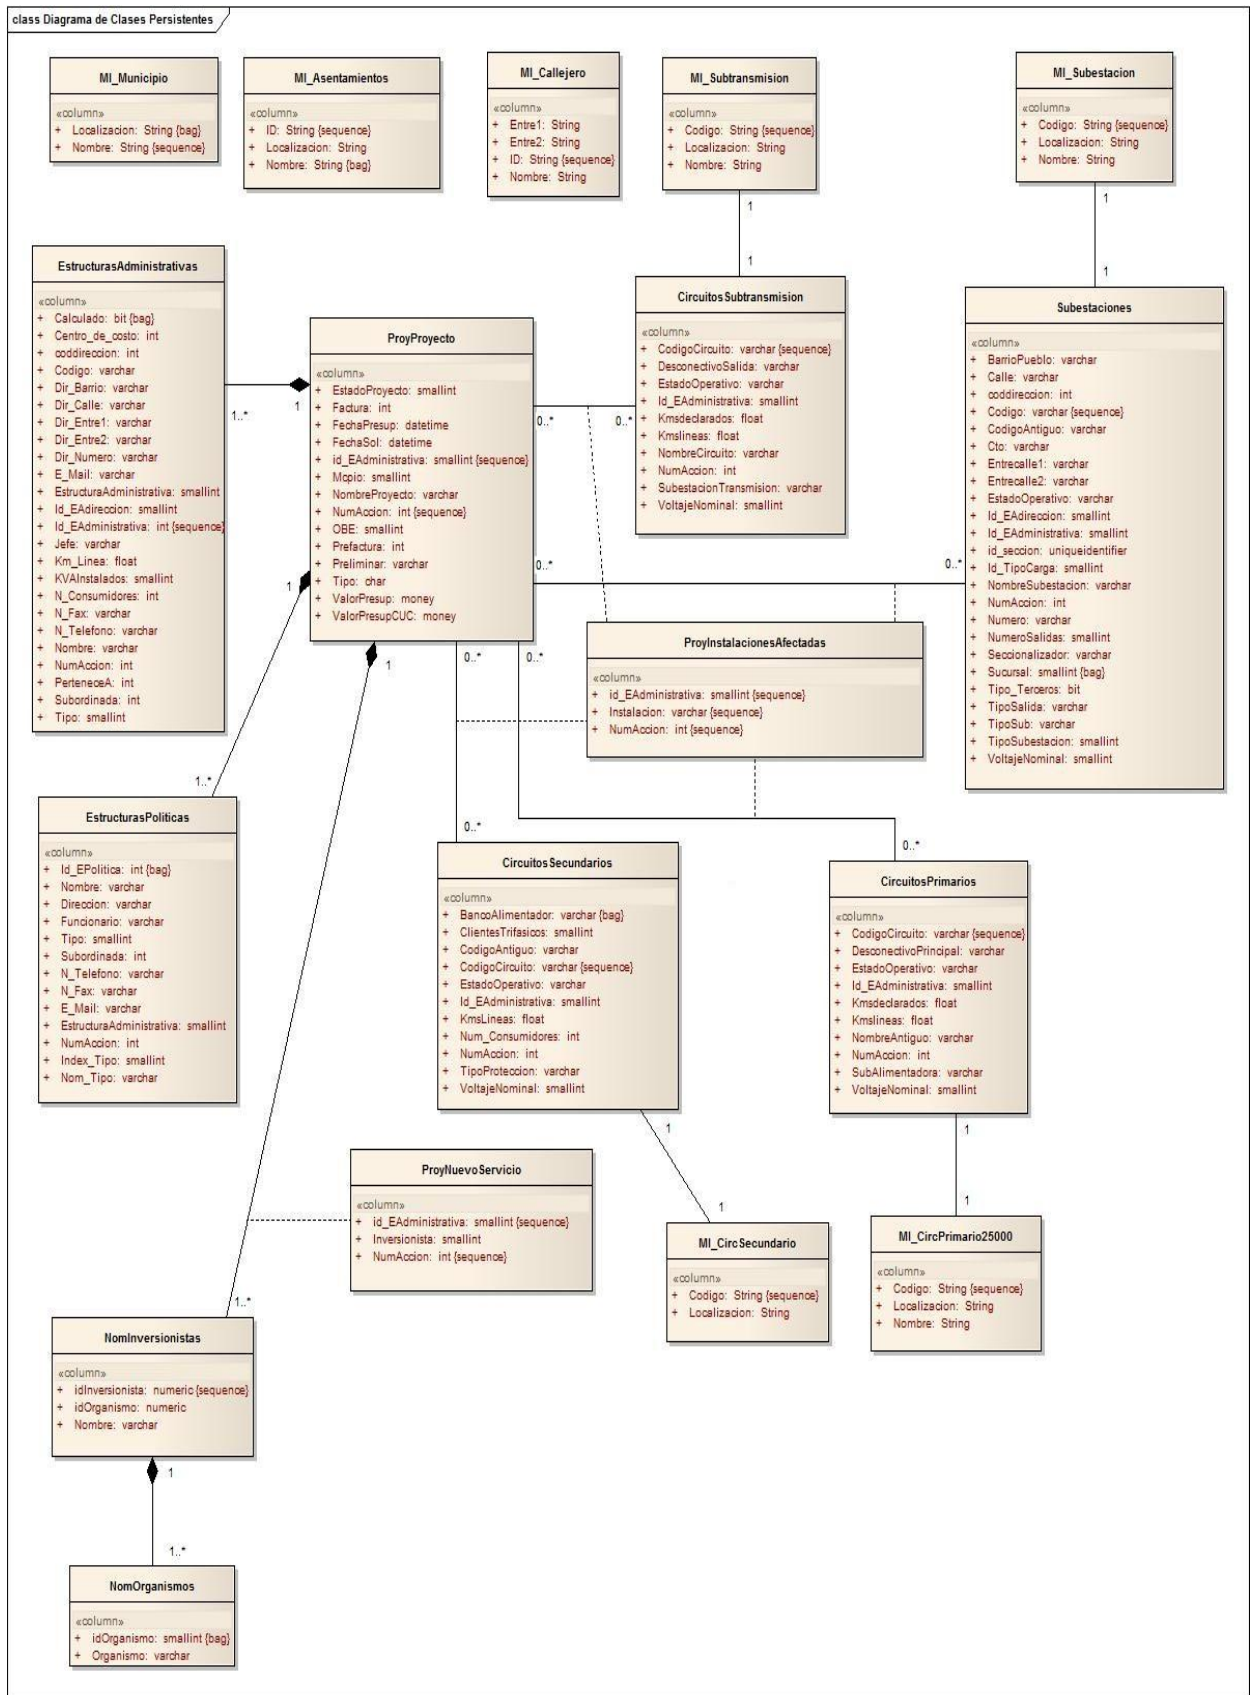 class Diagrama de Clases Persistentes
MI_Municipio
«column»
+ Localizacion: String {bag}
+ Nombre: String {sequence}
MI_Asentamientos
«column»
+ ID: String {sequence}
+ Localizacion: String
+ Nombre: String {bag}
MI_Callejero
«column»
+ Entre1: String
+ Entre2: String
+ ID: String {sequence}
+ Nombre: String
MI_Subtransmision
«column»
+ Codigo: String {sequence}
+ Localizacion: String
+ Nombre: String
MI_Subestacion
«column»
+ Codigo: String {sequence}
+ Localizacion: String
+ Nombre: String
1
1
1
1
EstructurasAdministrativas
«column»
+ Calculado: bit {bag}
+ Centro_de_costo: int
+ coddireccion: int
+ Codigo: varchar
+ Dir_Barrio: varchar
+ Dir_Calle: varchar
+ Dir_Entre1: varchar
+ Dir_Entre2: varchar
+ Dir_Numero: varchar
+ E_Mail: varchar
+ EstructuraAdministrativa: smallint
+ Id_EAdireccion: smallint
+ Id_EAdministrativa: int {sequence}
+ Jefe: varchar
+ Km_Linea: float
+ KVAInstalados: smallint
+ N_Consumidores: int
+ N_Fax: varchar
+ N_Telefono: varchar
+ Nombre: varchar
+ NumAccion: int
+ PerteneceA: int
+ Subordinada: int
+ Tipo: smallint
1..*
1
ProyProyecto
«column»
+ EstadoProyecto: smallint
+ Factura: int
+ FechaPresup: datetime
+ FechaSol: datetime
+ id_EAdministrativa: smallint {sequence}
+ Mcpio: smallint
+ NombreProyecto: varchar
+ NumAccion: int {sequence}
+ OBE: smallint
+ Prefactura: int
+ Preliminar: varchar
+ Tipo: char
+ ValorPresup: money
+ ValorPresupCUC: money
0..*
0..*
CircuitosSubtransmision
«column»
+ CodigoCircuito: varchar {sequence}
+ DesconectivoSalida: varchar
+ EstadoOperativo: varchar
+ Id_EAdministrativa: smallint
+ Kmsdeclarados: float
+ Kmslineas: float
+ NombreCircuito: varchar
+ NumAccion: int
+ SubestacionTransmision: varchar
+ VoltajeNominal: smallint
Subestaciones
«column»
+ BarrioPueblo: varchar
+ Calle: varchar
+ coddireccion: int
+ Codigo: varchar {sequence}
+ CodigoAntiguo: varchar
+ Cto: varchar
+ Entrecalle1: varchar
+ Entrecalle2: varchar
+ EstadoOperativo: varchar
+ Id_EAdireccion: smallint
+ Id_EAdministrativa: smallint
+ id_seccion: uniqueidentifier
+ Id_TipoCarga: smallint
+ NombreSubestacion: varchar
+ NumAccion: int
+ Numero: varchar
+ NumeroSalidas: smallint
+ Seccionalizador: varchar
+ Sucursal: smallint {bag}
+ Tipo_Terceros: bit
+ TipoSalida: varchar
+ TipoSub: varchar
+ TipoSubestacion: smallint
+ VoltajeNominal: smallint
0..*
0..*
1
1
0..*
0..*
ProyInstalacionesAfectadas
«column»
+ id_EAdministrativa: smallint {sequence}
+ Instalacion: varchar {sequence}
+ NumAccion: int {sequence}
1..*
0..*
0..*
EstructurasPoliticas
«column»
+ Id_EPolitica: int {bag}
+ Nombre: varchar
+ Direccion: varchar
+ Funcionario: varchar
+ Tipo: smallint
+ Subordinada: int
+ N_Telefono: varchar
+ N_Fax: varchar
+ E_Mail: varchar
+ EstructuraAdministrativa: smallint
+ NumAccion: int
+ Index_Tipo: smallint
+ Nom_Tipo: varchar
CircuitosSecundarios
«column»
+ BancoAlimentador: varchar {bag}
+ ClientesTrifasicos: smallint
+ CodigoAntiguo: varchar
+ CodigoCircuito: varchar {sequence}
+ EstadoOperativo: varchar
+ Id_EAdministrativa: smallint
+ KmsLineas: float
+ Num_Consumidores: int
+ NumAccion: int
+ TipoProteccion: varchar
+ VoltajeNominal: smallint
CircuitosPrimarios
«column»
+ CodigoCircuito: varchar {sequence}
+ DesconectivoPrincipal: varchar
+ EstadoOperativo: varchar
+ Id_EAdministrativa: smallint
+ Kmsdeclarados: float
+ Kmslineas: float
+ NombreAntiguo: varchar
+ NumAccion: int
+ SubAlimentadora: varchar
+ VoltajeNominal: smallint
1
1
1
1
ProyNuevoServicio
«column»
+ id_EAdministrativa: smallint {sequence}
+ Inversionista: smallint
+ NumAccion: int {sequence}
MI_CircSecundario
«column»
+ Codigo: String {sequence}
+ Localizacion: String
MI_CircPrimario25000
«column»
+ Codigo: String {sequence}
+ Localizacion: String
+ Nombre: String
1..*
NomInversionistas
«column»
+ idInversionista: numeric {sequence}
+ idOrganismo: numeric
+ Nombre: varchar
1
1..*
NomOrganismos
«column»
+ idOrganismo: smallint {bag}
+ Organismo: varchar